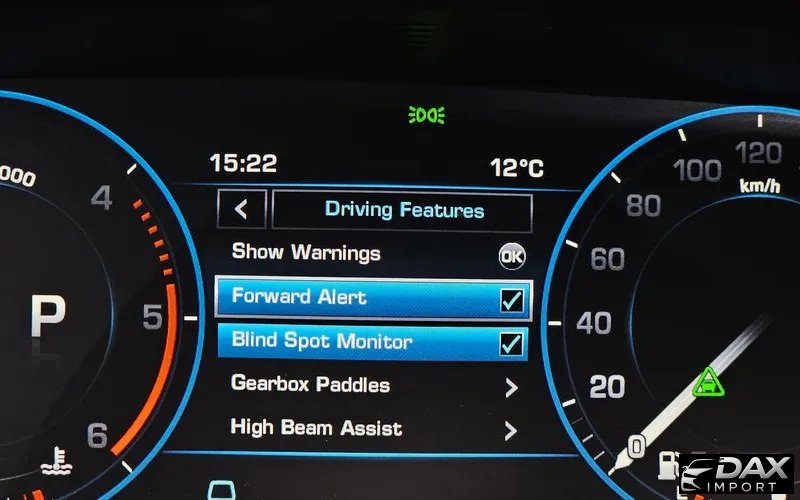 15:22
12°C
Driving Features
Show Warnings
OK
Forward Alert
Blind Spot Monitor
Gearbox Paddles
High Beam Assist
4
5
6
P
120
100
80
60
40
20
0
km/h
DAX
IMPORT